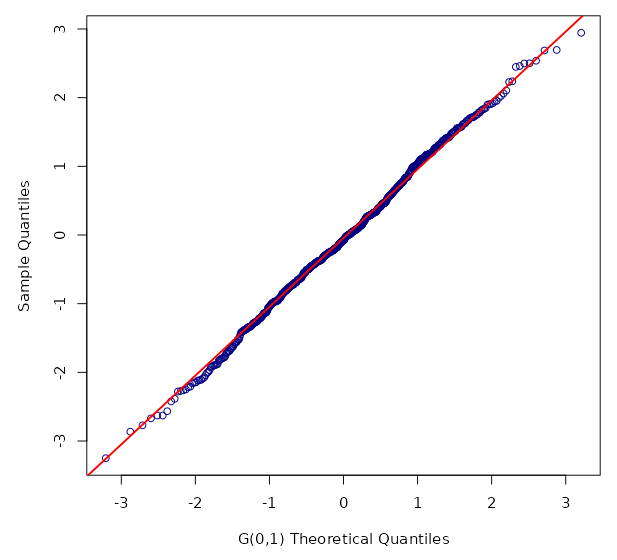 3
2
1
0
-1
-2
-3
Sample Quantiles
-3 -2 -1 0 1 2 3
G(0,1) Theoretical Quantiles